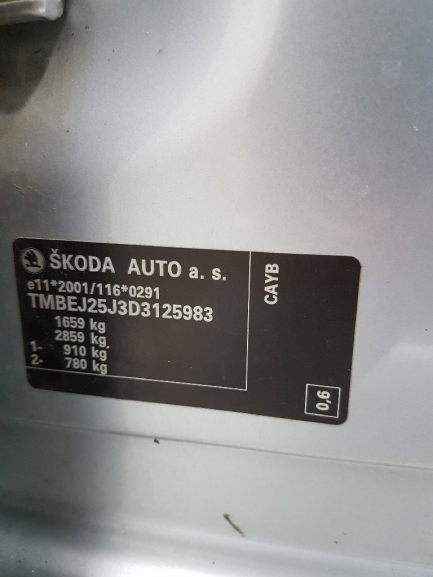 ŠKODA AUTO a. s.
e11*2001/116*0291
TMBEJ25J3D3125983
1659 kg
2859 kg
1- 910 kg
2- 780 kg
CAYB
0,6